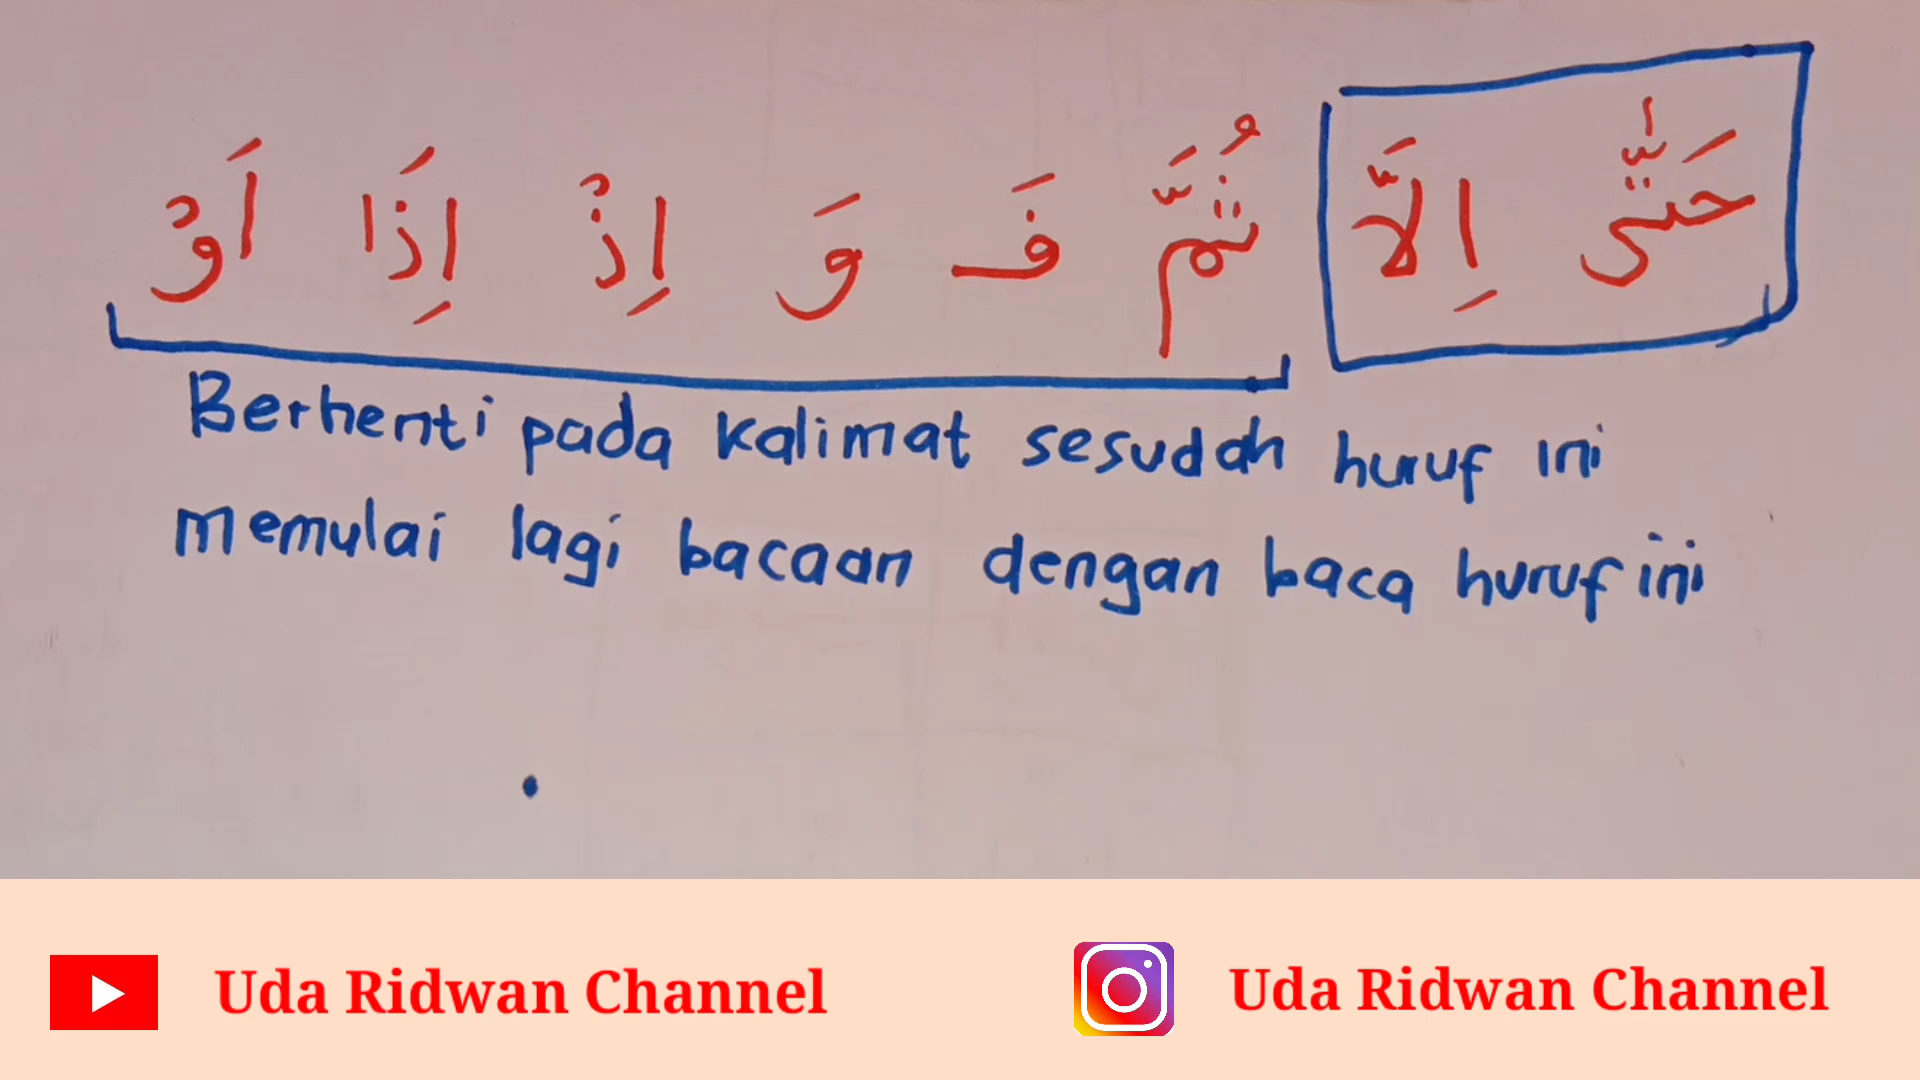 حَتّٰى اِلَّا ثُمَّ فَ وَ اِذْ اِذَا اَوْ
Berhenti pada kalimat sesudah huruf ini
memulai lagi bacaan dengan baca huruf ini
Uda Ridwan Channel
Uda Ridwan Channel